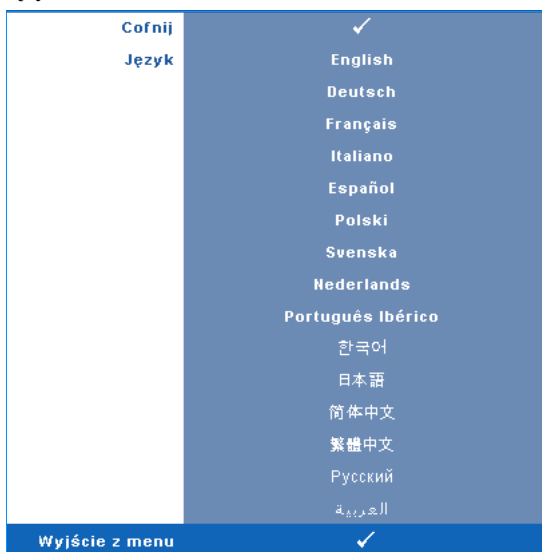 Cofnij ✓
Język English
Deutsch
Français
Italiano
Español
Polski
Svenska
Nederlands
Português Ibérico
한국어
日本語
简体中文
繁體中文
Русский
العربية
Wyjście z menu ✓